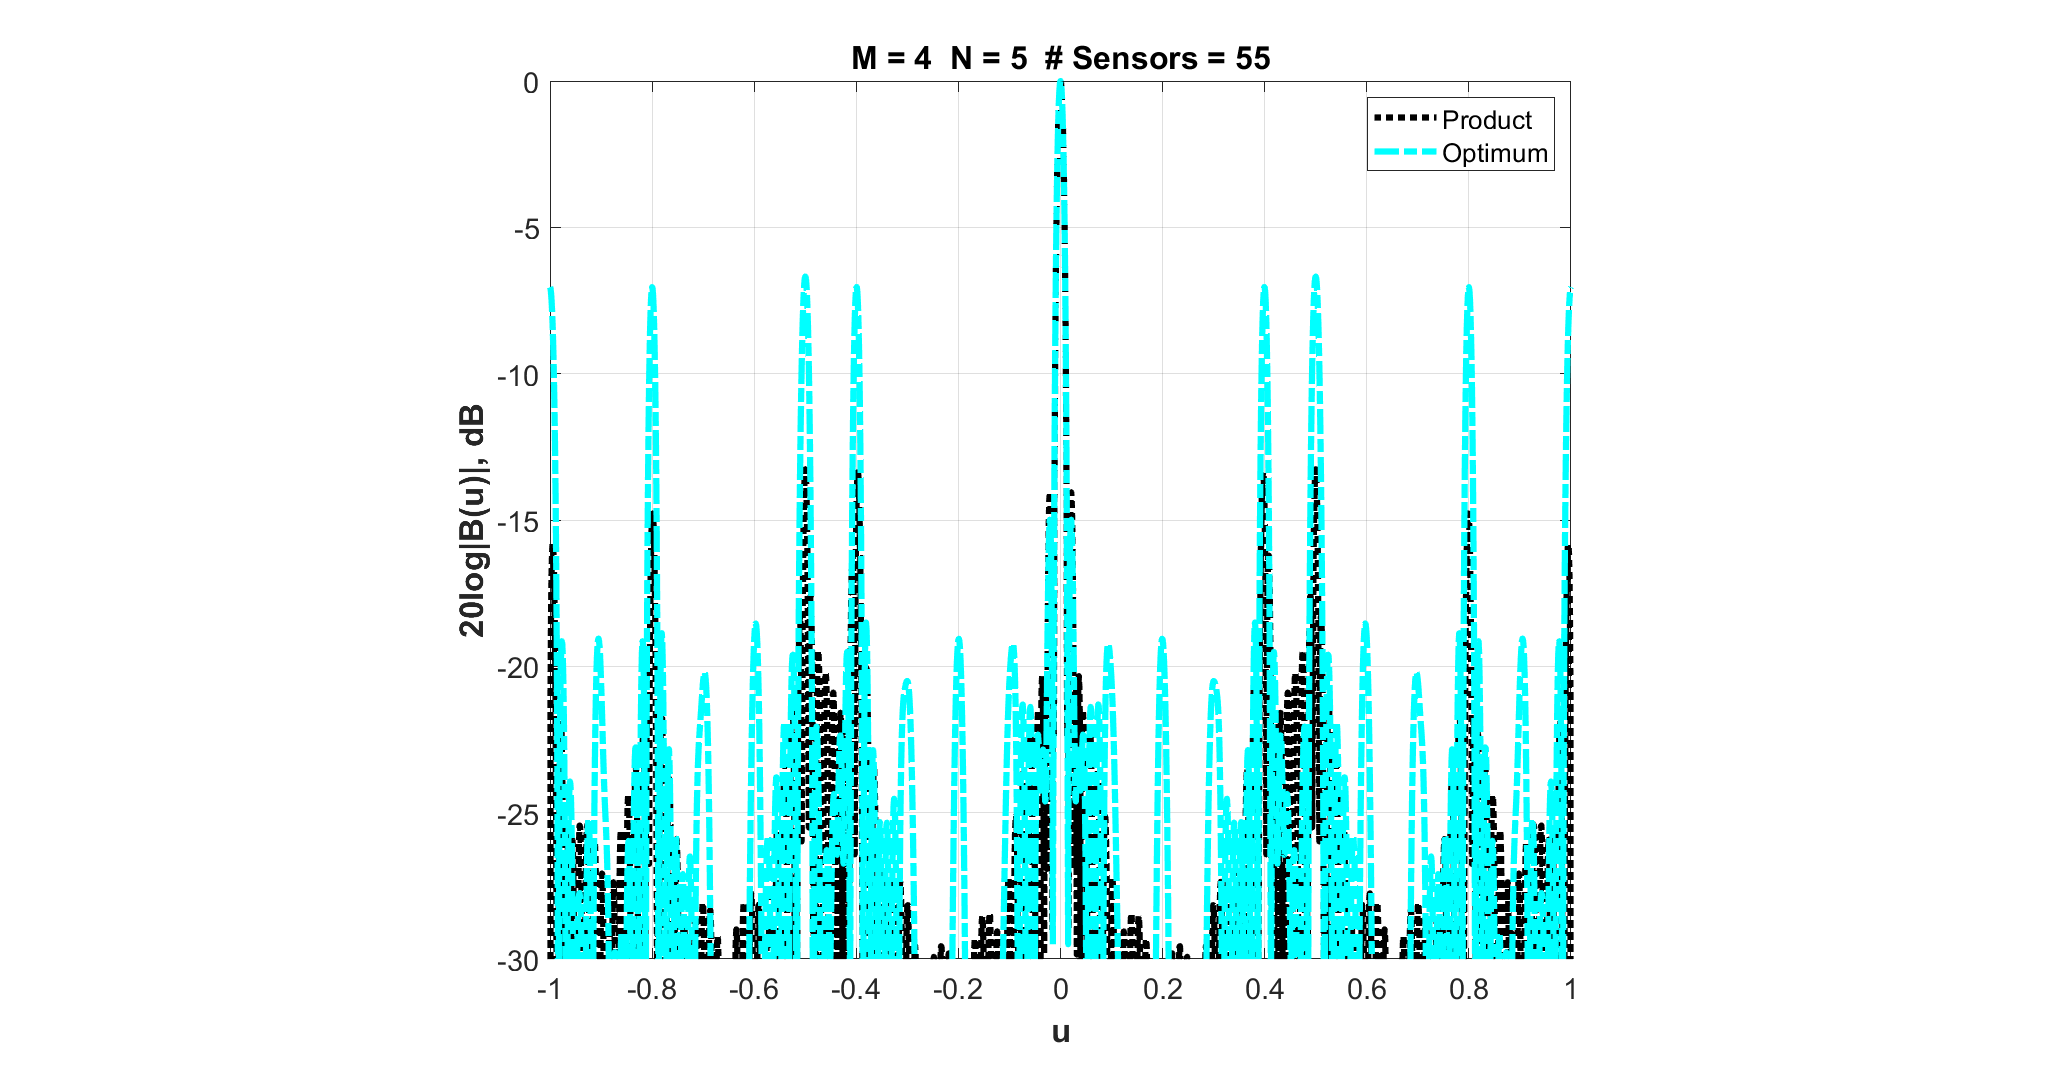 M = 4 N = 5 # Sensors = 55
0
-5
-10
-15
-20
-25
-30
20log|B(u)|, dB
Product
Optimum
-1 -0.8 -0.6 -0.4 -0.2 0 0.2 0.4 0.6 0.8 1
u